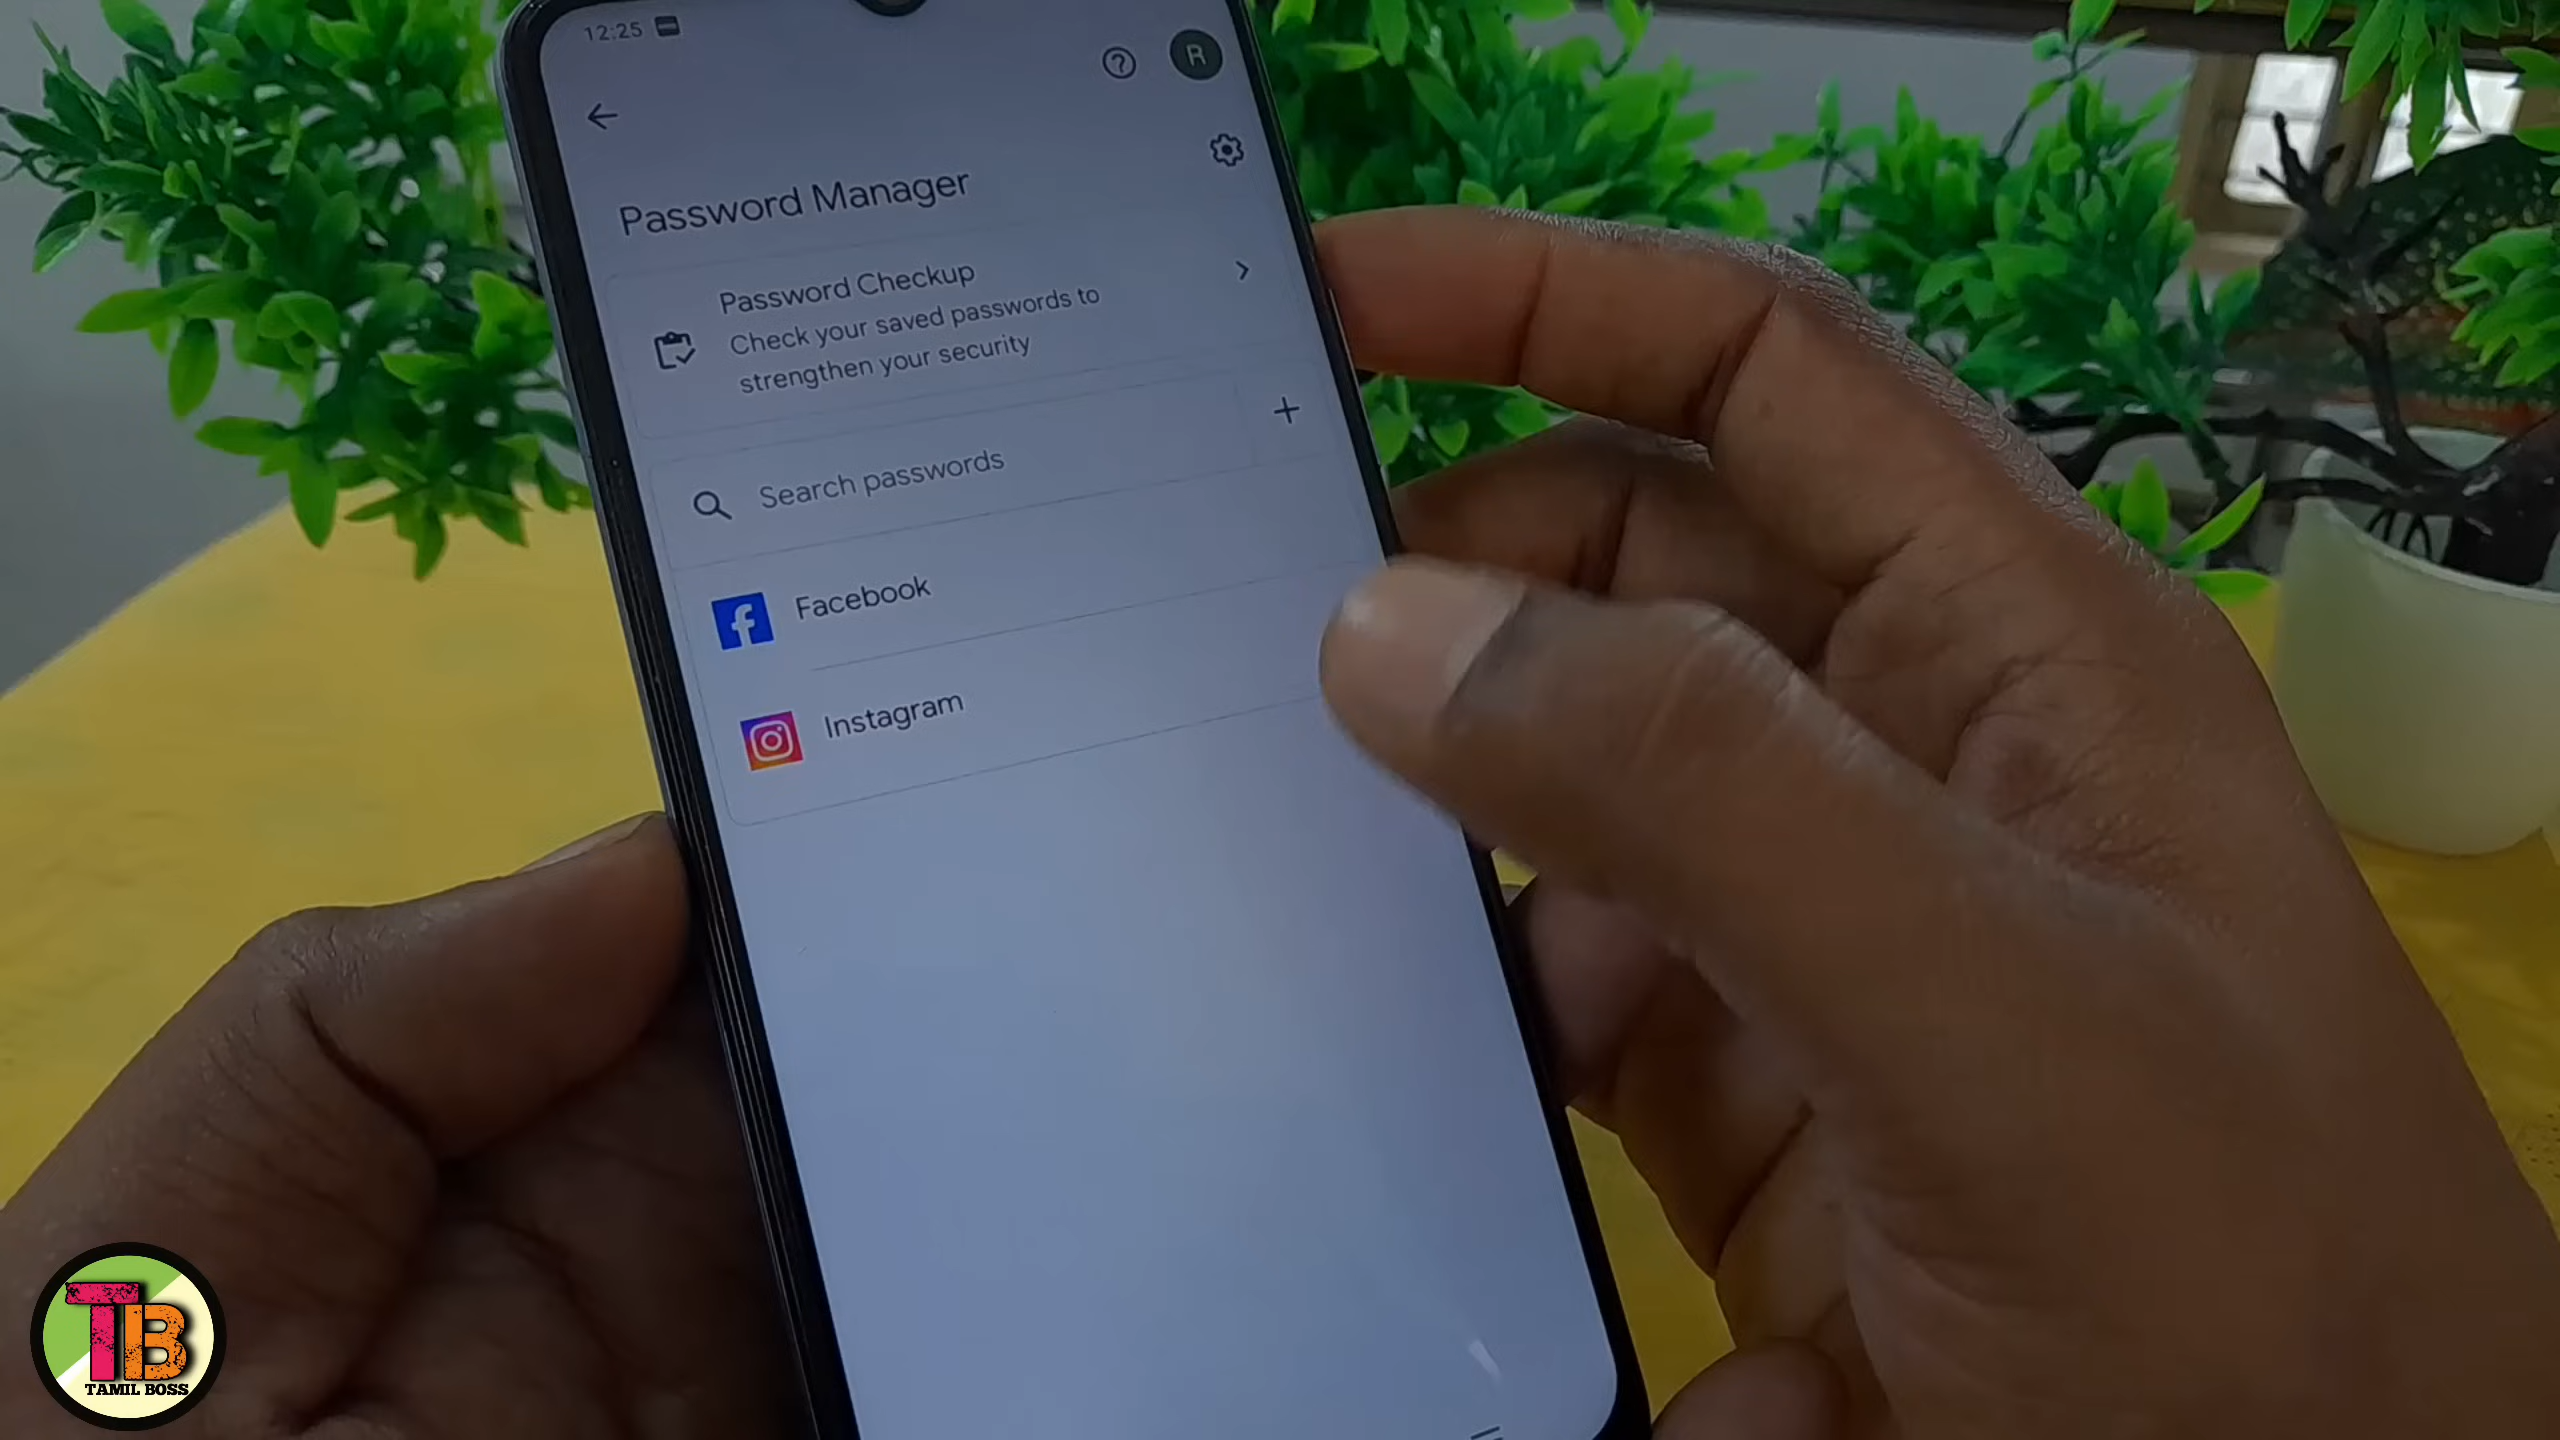 12:25
R
Password Manager
Password Checkup
Check your saved passwords to
strengthen your security
Search passwords
Facebook
Instagram
TB
TAMIL BOSS